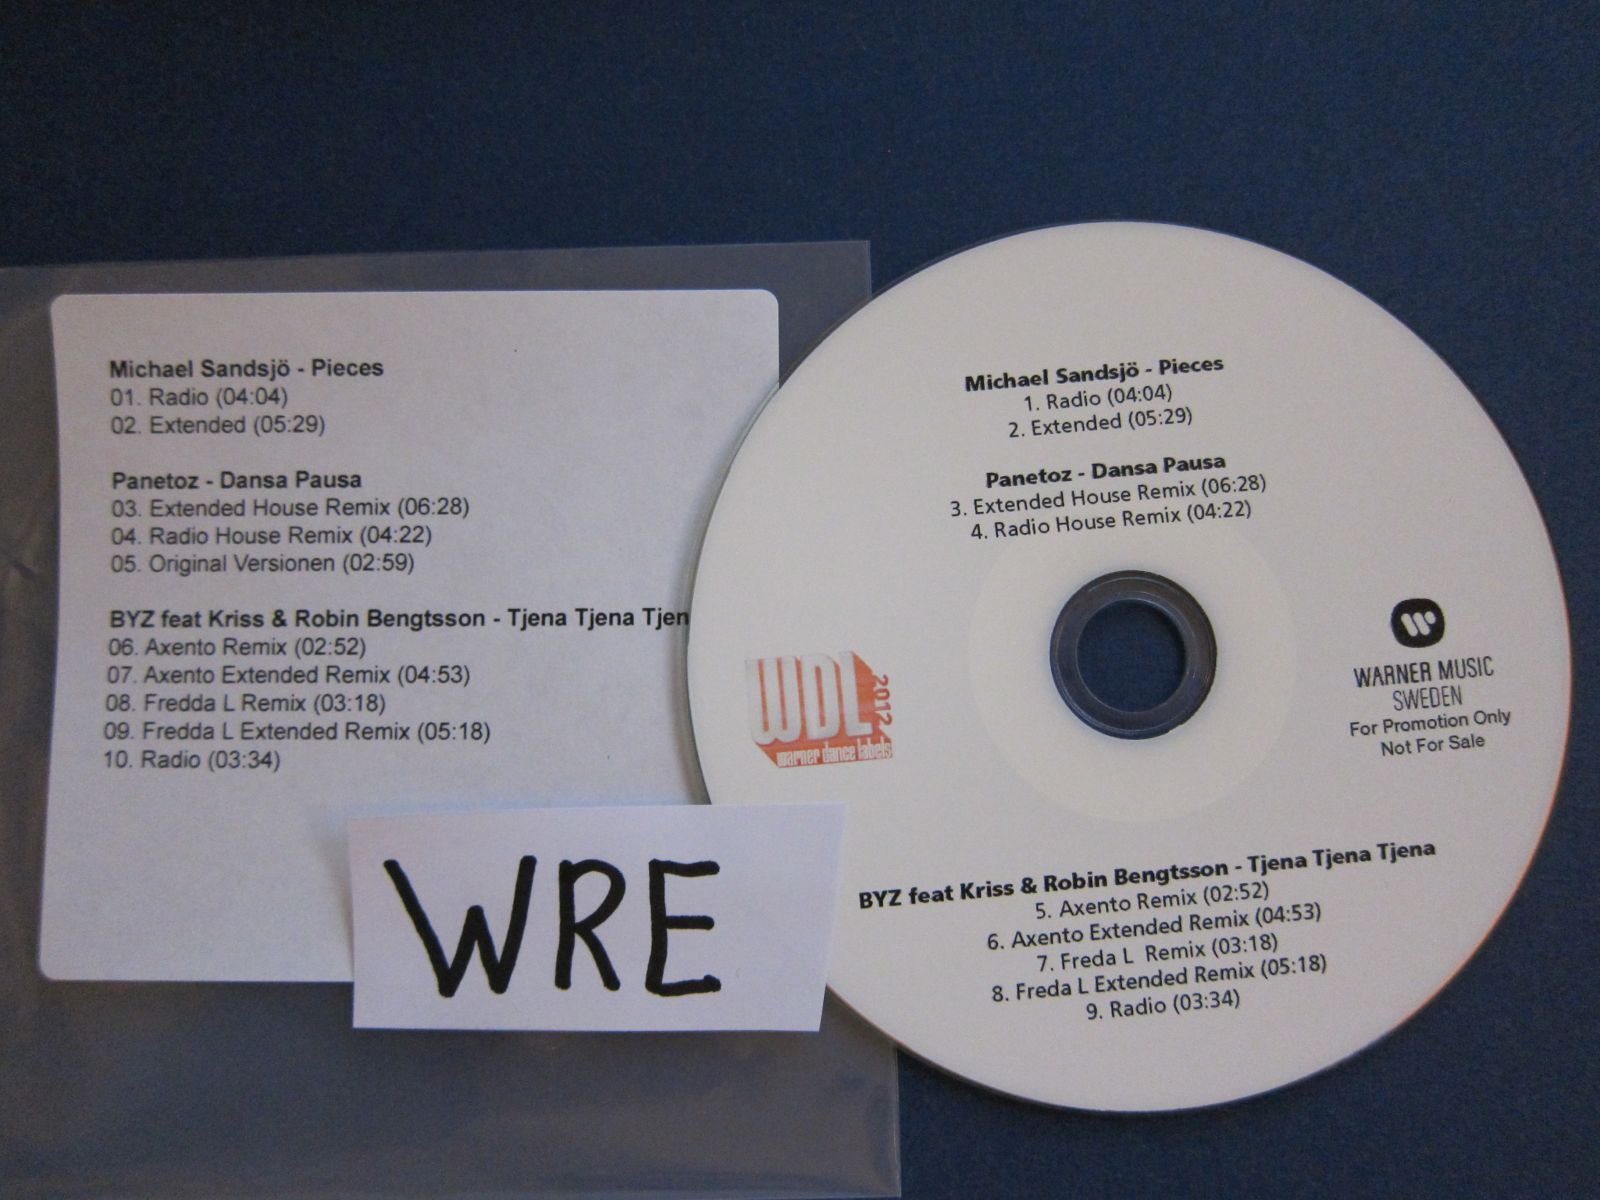 Michael Sandsjö - Pieces
01. Radio (04:04)
02. Extended (05:29)
Panetoz - Dansa Pausa
03. Extended House Remix (06:28)
04. Radio House Remix (04:22)
05. Original Versionen (02:59)
BYZ feat Kriss & Robin Bengtsson - Tjena Tjena Tjen
06. Axento Remix (02:52)
07. Axento Extended Remix (04:53)
08. Fredda L Remix (03:18)
09. Fredda L Extended Remix (05:18)
10. Radio (03:34)
WRE
Michael Sandsjö - Pieces
1. Radio (04:04)
2. Extended (05:29)
Panetoz - Dansa Pausa
3. Extended House Remix (06:28)
4. Radio House Remix (04:22)
WDL 2012
warner dance labels
WARNER MUSIC
SWEDEN
For Promotion Only
Not For Sale
BYZ feat Kriss & Robin Bengtsson - Tjena Tjena Tjena
5. Axento Remix (02:52)
6. Axento Extended Remix (04:53)
7. Freda L Remix (03:18)
8. Freda L Extended Remix (05:18)
9. Radio (03:34)